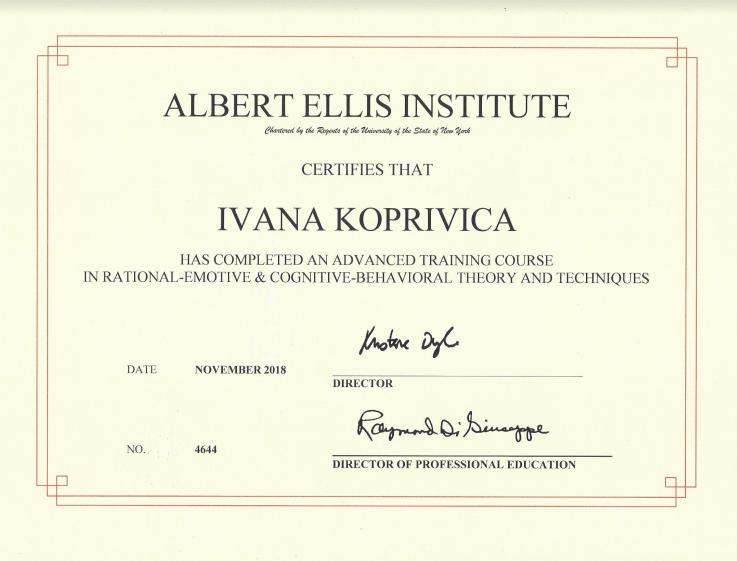 ALBERT ELLIS INSTITUTE
Chartered by the Regents of the University of the State of New York
CERTIFIES THAT
IVANA KOPRIVICA
HAS COMPLETED AN ADVANCED TRAINING COURSE
IN RATIONAL-EMOTIVE & COGNITIVE-BEHAVIORAL THEORY AND TECHNIQUES
DATE NOVEMBER 2018
DIRECTOR
Raymond Di Giuseppe
NO. 4644
DIRECTOR OF PROFESSIONAL EDUCATION